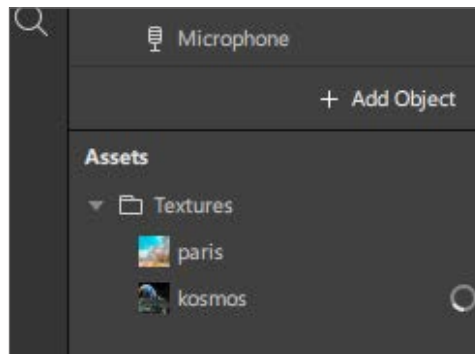 Microphone
+ Add Object
Assets
Textures
paris
kosmos